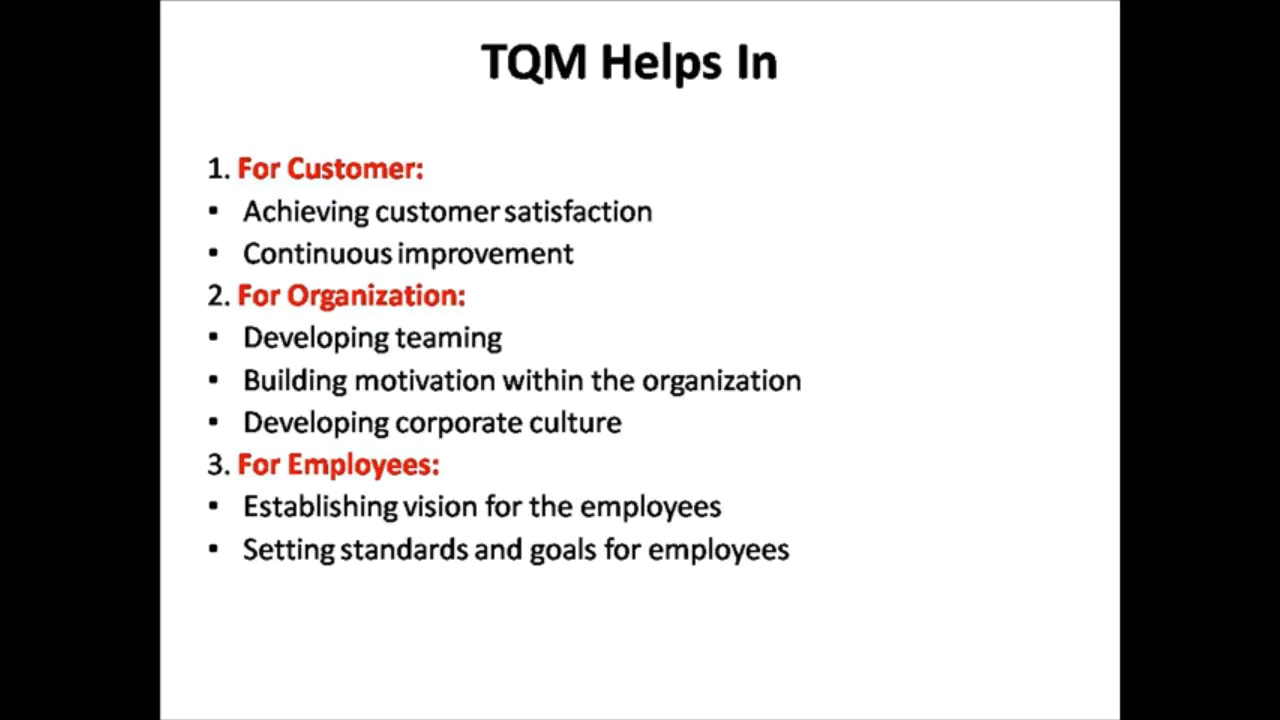 TQM Helps In
1. For Customer:
▪ Achieving customer satisfaction
▪ Continuous improvement
2. For Organization:
▪ Developing teaming
▪ Building motivation within the organization
▪ Developing corporate culture
3. For Employees:
▪ Establishing vision for the employees
▪ Setting standards and goals for employees